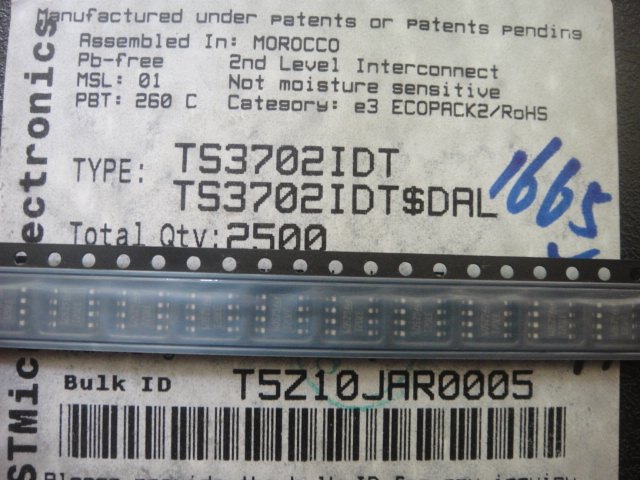 Manufactured under patents or patents pending
Assembled In: MOROCCO
Pb-free 2nd Level Interconnect
MSL: 01 Not moisture sensitive
PBT: 260 C Category: e3 ECOPACK2/RoHS
TYPE: TS3702IDT
TS3702IDT$DAL
1665
Total Qty: 2500
STMic
ectronics
Bulk ID T5Z10JAR0005